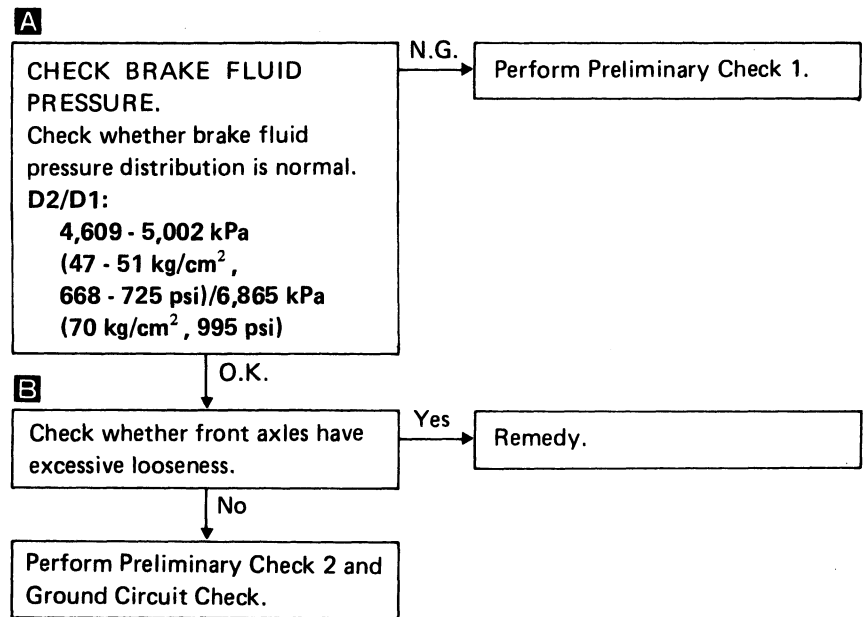 A
CHECK BRAKE FLUID
PRESSURE.
Check whether brake fluid
pressure distribution is normal.
D2/D1:
4,609 - 5,002 kPa
(47 - 51 kg/cm²,
668 - 725 psi)/6,865 kPa
(70 kg/cm², 995 psi)
N.G.
Perform Preliminary Check 1.
O.K.
B
Check whether front axles have
excessive looseness.
Yes
Remedy.
No
Perform Preliminary Check 2 and
Ground Circuit Check.